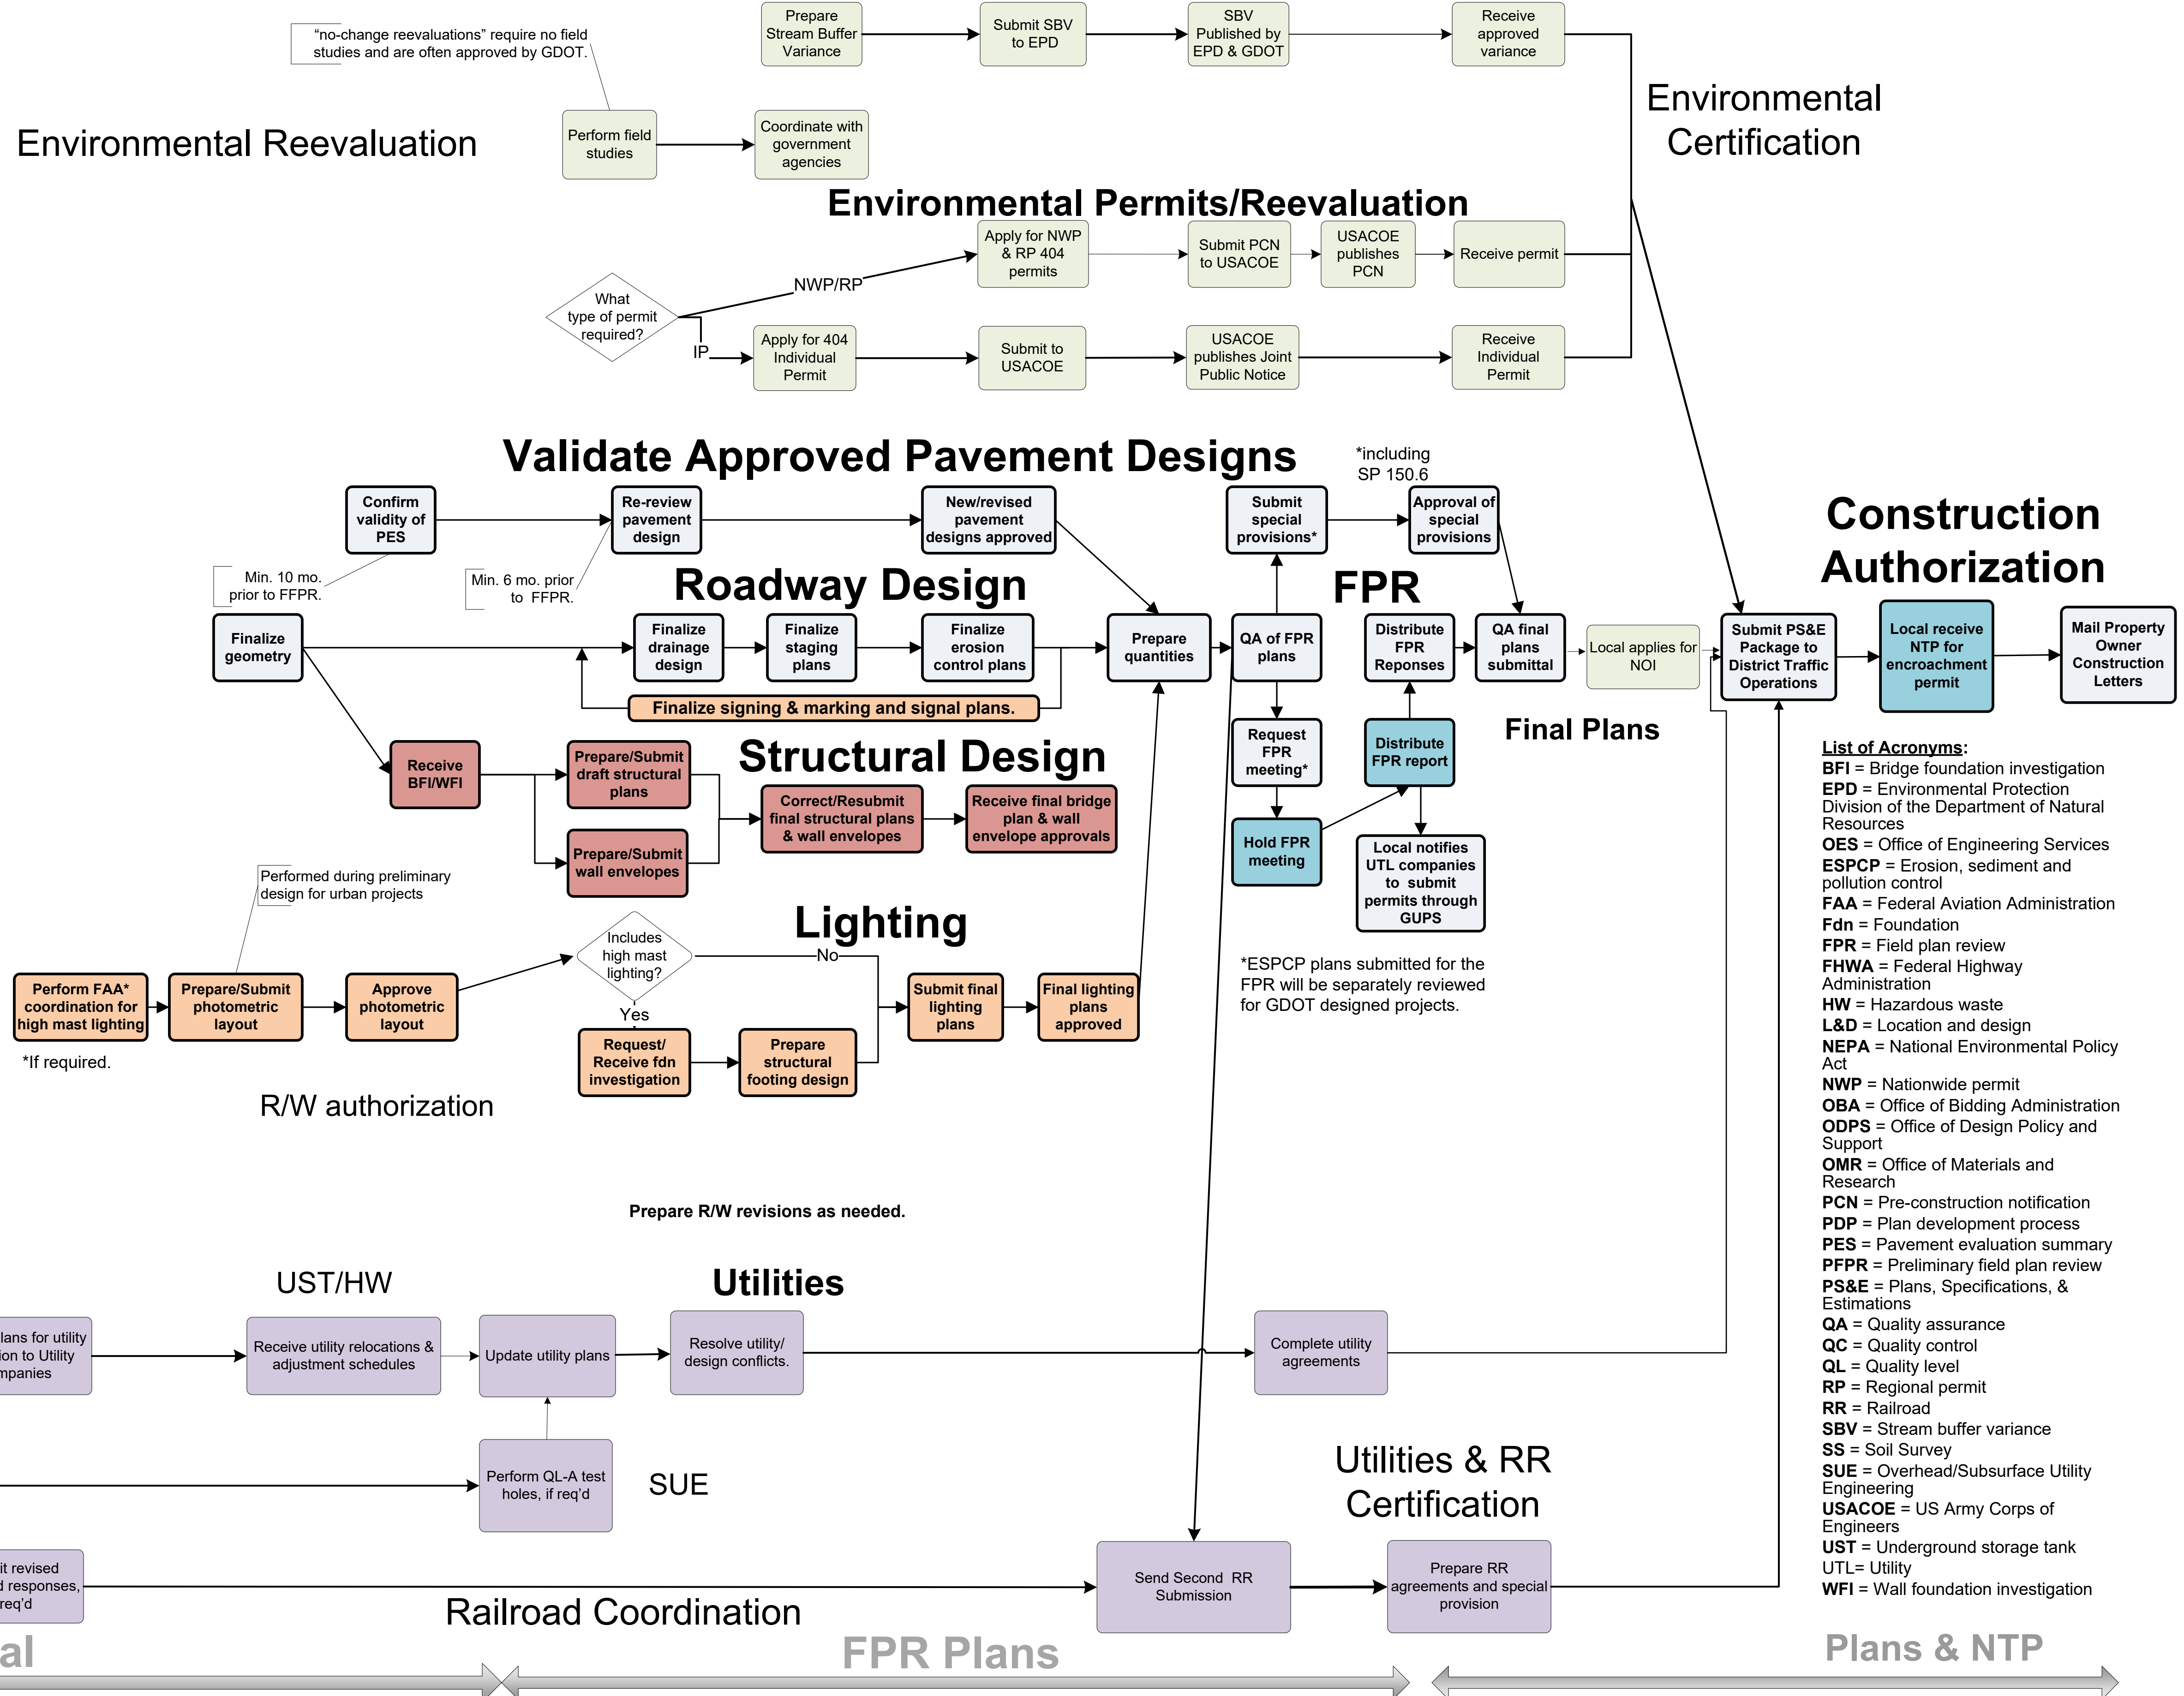 "no-change reevaluations" require no field
studies and are often approved by GDOT.
Prepare
Stream Buffer
Variance
Submit SBV
to EPD
SBV
Published by
EPD & GDOT
Receive
approved
variance
Environmental
Certification
Environmental Reevaluation
Perform field
studies
Coordinate with
government
agencies
Environmental Permits/Reevaluation
What
type of permit
required?
NWP/RP
Apply for NWP
& RP 404
permits
Submit PCN
to USACOE
USACOE
publishes
PCN
Receive permit
IP
Apply for 404
Individual
Permit
Submit to
USACOE
USACOE
publishes Joint
Public Notice
Receive
Individual
Permit
Validate Approved Pavement Designs
Confirm
validity of
PES
Re-review
pavement
design
New/revised
pavement
designs approved
Submit
special
provisions*
*including
SP 150.6
Approval of
special
provisions
Min. 10 mo.
prior to FFPR.
Min. 6 mo. prior
to FFPR.
Construction
Authorization
Roadway Design
FPR
Finalize
geometry
Finalize
drainage
design
Finalize
staging
plans
Finalize
erosion
control plans
Prepare
quantities
QA of FPR
plans
Distribute
FPR
Reponses
QA final
plans
submittal
Local applies for
NOI
Submit PS&E
Package to
District Traffic
Operations
Local receive
NTP for
encroachment
permit
Mail Property
Owner
Construction
Letters
Finalize signing & marking and signal plans.
Final Plans
Structural Design
Receive
BFI/WFI
Prepare/Submit
draft structural
plans
Prepare/Submit
wall envelopes
Correct/Resubmit
final structural plans
& wall envelopes
Receive final bridge
plan & wall
envelope approvals
Request
FPR
meeting*
Hold FPR
meeting
Distribute
FPR report
Local notifies
UTL companies
to submit
permits through
GUPS
*ESPCP plans submitted for the
FPR will be separately reviewed
for GDOT designed projects.
Performed during preliminary
design for urban projects
Lighting
Perform FAA*
coordination for
high mast lighting
*If required.
Prepare/Submit
photometric
layout
Approve
photometric
layout
Includes
high mast
lighting?
No
Yes
Request/
Receive fdn
investigation
Prepare
structural
footing design
Submit final
lighting
plans
Final lighting
plans
approved
R/W authorization
Prepare R/W revisions as needed.
UST/HW
Utilities
lans for utility
ion to Utility
mpanies
Receive utility relocations &
adjustment schedules
Update utility plans
Resolve utility/
design conflicts.
Complete utility
agreements
Perform QL-A test
holes, if req'd
SUE
Utilities & RR
Certification
it revised
d responses,
req'd
Railroad Coordination
Send Second RR
Submission
Prepare RR
agreements and special
provision
List of Acronyms:
BFI = Bridge foundation investigation
EPD = Environmental Protection
Division of the Department of Natural
Resources
OES = Office of Engineering Services
ESPCP = Erosion, sediment and
pollution control
FAA = Federal Aviation Administration
Fdn = Foundation
FPR = Field plan review
FHWA = Federal Highway
Administration
HW = Hazardous waste
L&D = Location and design
NEPA = National Environmental Policy
Act
NWP = Nationwide permit
OBA = Office of Bidding Administration
ODPS = Office of Design Policy and
Support
OMR = Office of Materials and
Research
PCN = Pre-construction notification
PDP = Plan development process
PES = Pavement evaluation summary
PFPR = Preliminary field plan review
PS&E = Plans, Specifications, &
Estimations
QA = Quality assurance
QC = Quality control
QL = Quality level
RP = Regional permit
RR = Railroad
SBV = Stream buffer variance
SS = Soil Survey
SUE = Overhead/Subsurface Utility
Engineering
USACOE = US Army Corps of
Engineers
UST = Underground storage tank
UTL= Utility
WFI = Wall foundation investigation
al
FPR Plans
Plans & NTP